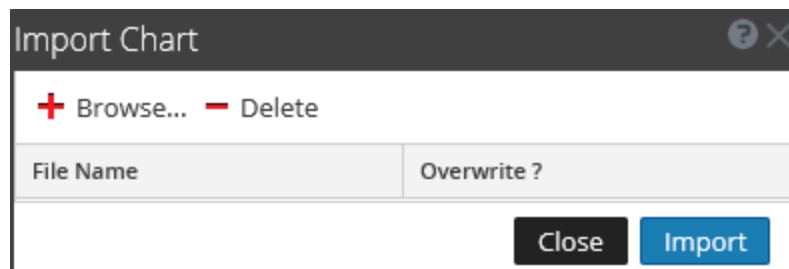 Import Chart
Browse... Delete
File Name Overwrite ?
Close Import